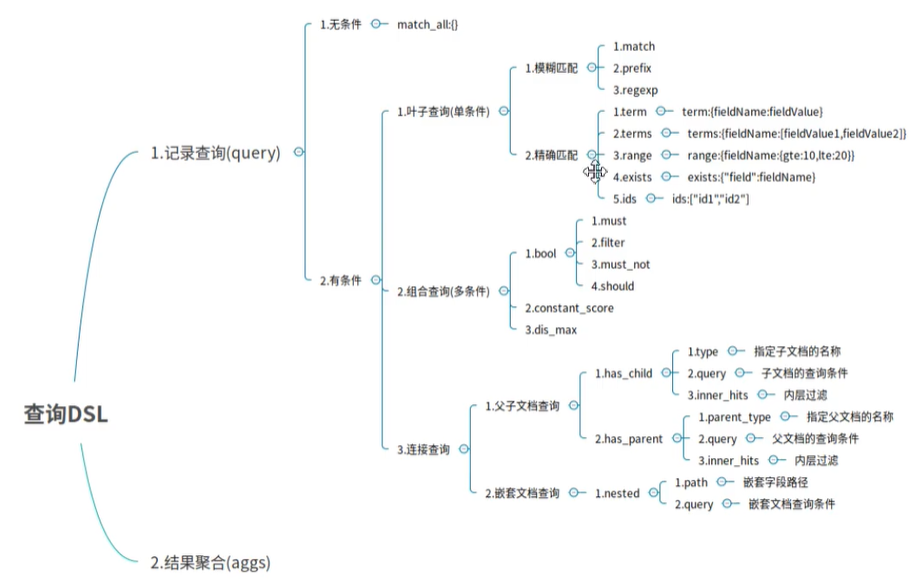 查询DSL
1.记录查询(query)
1.无条件
match_all:{}
2.有条件
1.叶子查询(单条件)
1.模糊匹配
1.match
2.prefix
3.regexp
2.精确匹配
1.term
term:{fieldName:fieldValue}
2.terms
terms:{fieldName:[fieldValue1,fieldValue2]}
3.range
range:{fieldName:{gte:10,lte:20}}
4.exists
exists:{"field":fieldName}
5.ids
ids:["id1","id2"]
2.组合查询(多条件)
1.bool
1.must
2.filter
3.must_not
4.should
2.constant_score
3.dis_max
3.连接查询
1.父子文档查询
1.has_child
1.type
指定子文档的名称
2.query
子文档的查询条件
3.inner_hits
内层过滤
2.has_parent
1.parent_type
指定父文档的名称
2.query
父文档的查询条件
3.inner_hits
内层过滤
2.嵌套文档查询
1.nested
1.path
嵌套字段路径
2.query
嵌套文档查询条件
2.结果聚合(aggs)